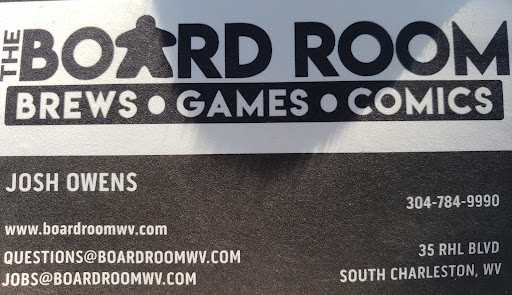 THE BOARD ROOM
BREWS • GAMES • COMICS
JOSH OWENS
304-784-9990
www.boardroomwv.com
QUESTIONS@BOARDROOMWV.COM
35 RHL BLVD
JOBS@BOARDROOMWV.COM
SOUTH CHARLESTON, WV